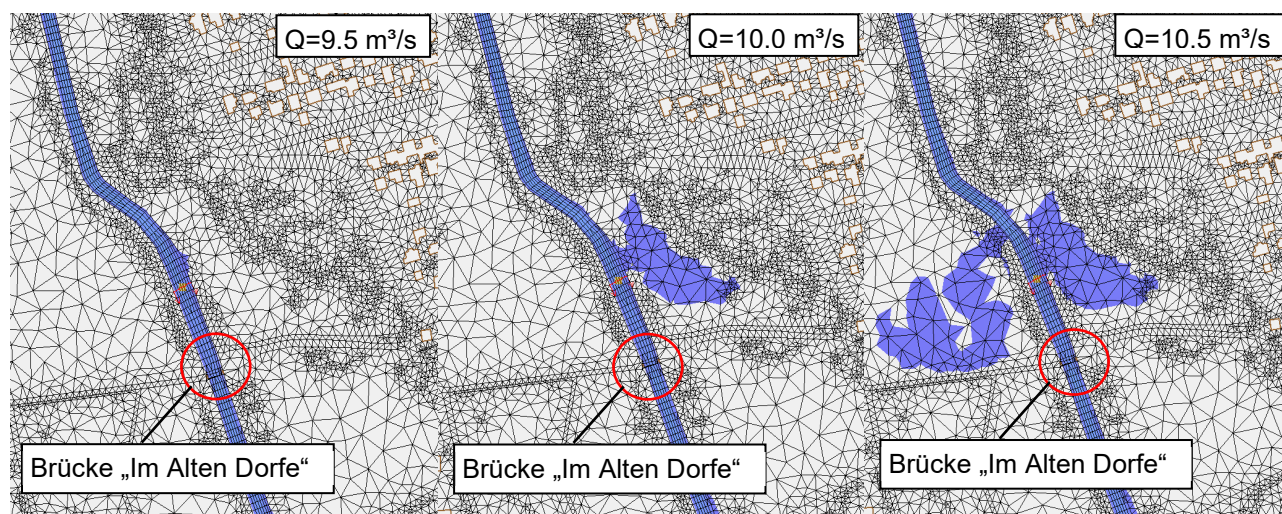 Q=9.5 m³/s
Q=10.0 m³/s
Q=10.5 m³/s
Brücke „Im Alten Dorfe“
Brücke „Im Alten Dorfe“
Brücke „Im Alten Dorfe“